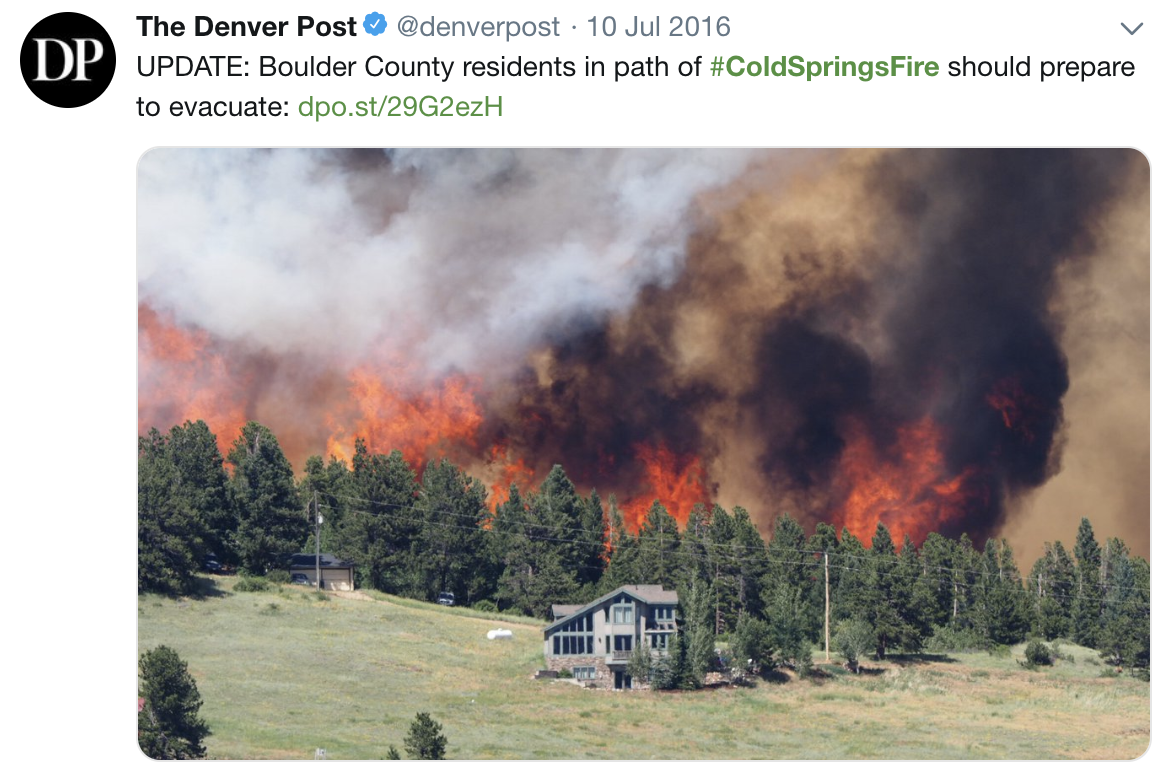 DP
The Denver Post @denverpost · 10 Jul 2016
UPDATE: Boulder County residents in path of #ColdSpringsFire should prepare
to evacuate: dpo.st/29G2ezH